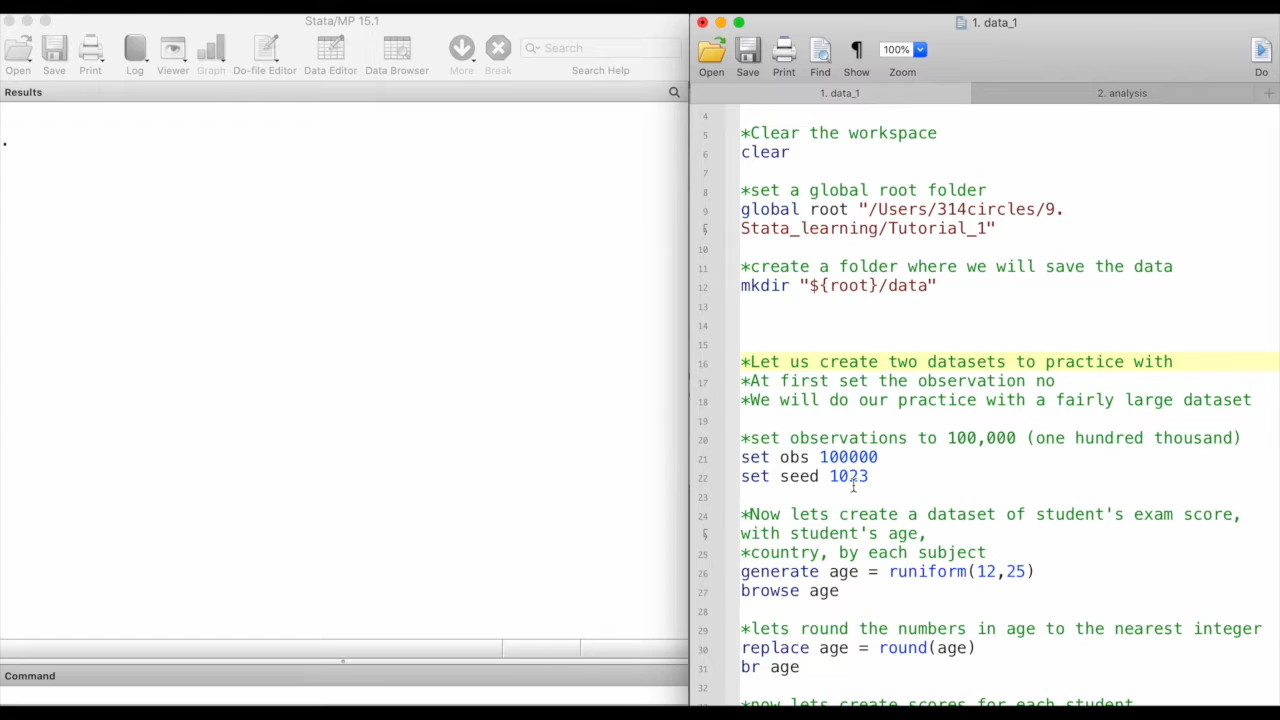 Stata/MP 15.1
Open
Save
Print
Log
Viewer
Graph
Do-file Editor
Data Editor
Data Browser
More
Break
Search
Search Help
Results
.
Command
1. data_1
Open
Save
Print
Find
Show
100%
Zoom
Do
1. data_1
2. analysis
4
5 *Clear the workspace
6 clear
7
8 *set a global root folder
9 global root "/Users/314circles/9.
Stata_learning/Tutorial_1"
10
11 *create a folder where we will save the data
12 mkdir "${root}/data"
13
14
15
16 *Let us create two datasets to practice with
17 *At first set the observation no
18 *We will do our practice with a fairly large dataset
19
20 *set observations to 100,000 (one hundred thousand)
21 set obs 100000
22 set seed 1023
23
24 *Now lets create a dataset of student's exam score,
with student's age,
25 *country, by each subject
26 generate age = runiform(12,25)
27 browse age
28
29 *lets round the numbers in age to the nearest integer
30 replace age = round(age)
31 br age
32
*now lets create scores for each student